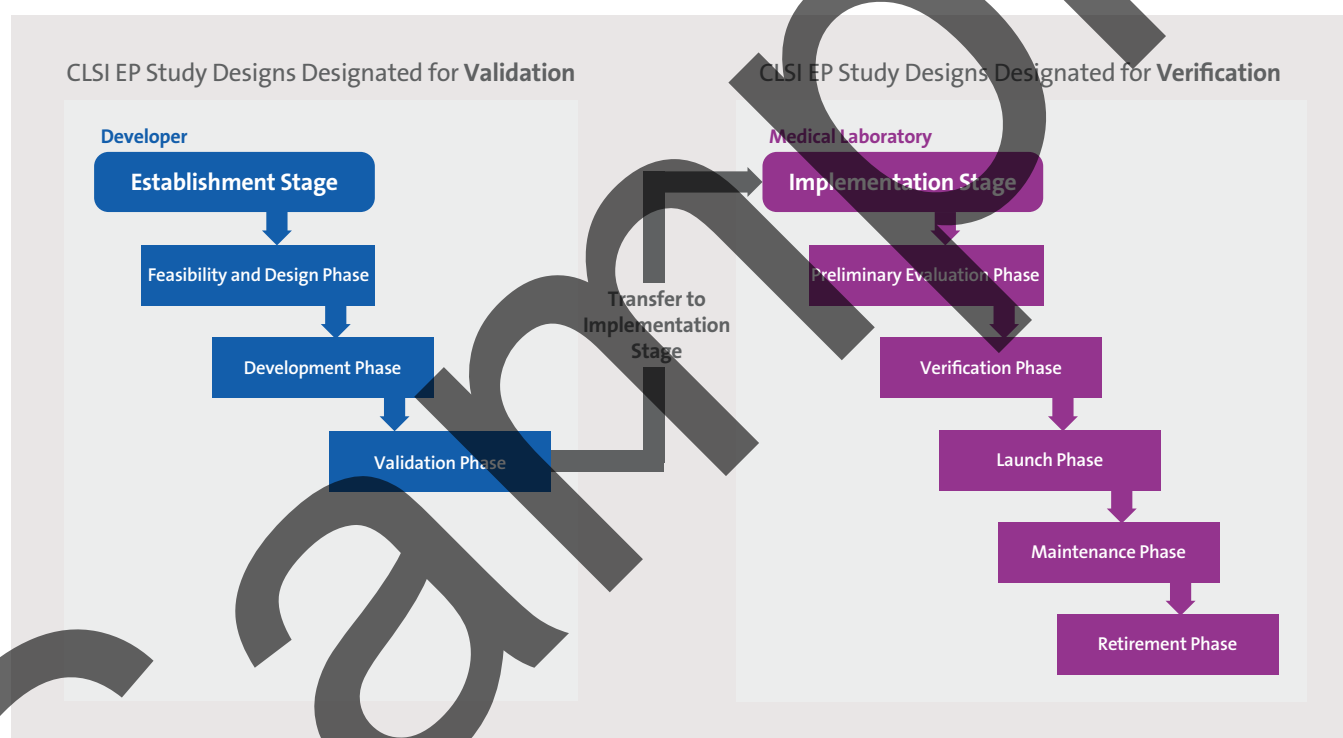 CLSI EP Study Designs Designated for Validation
Developer
Establishment Stage
Feasibility and Design Phase
Development Phase
Validation Phase
Transfer to
Implementation
Stage
CLSI EP Study Designs Designated for Verification
Medical Laboratory
Implementation Stage
Preliminary Evaluation Phase
Verification Phase
Launch Phase
Maintenance Phase
Retirement Phase